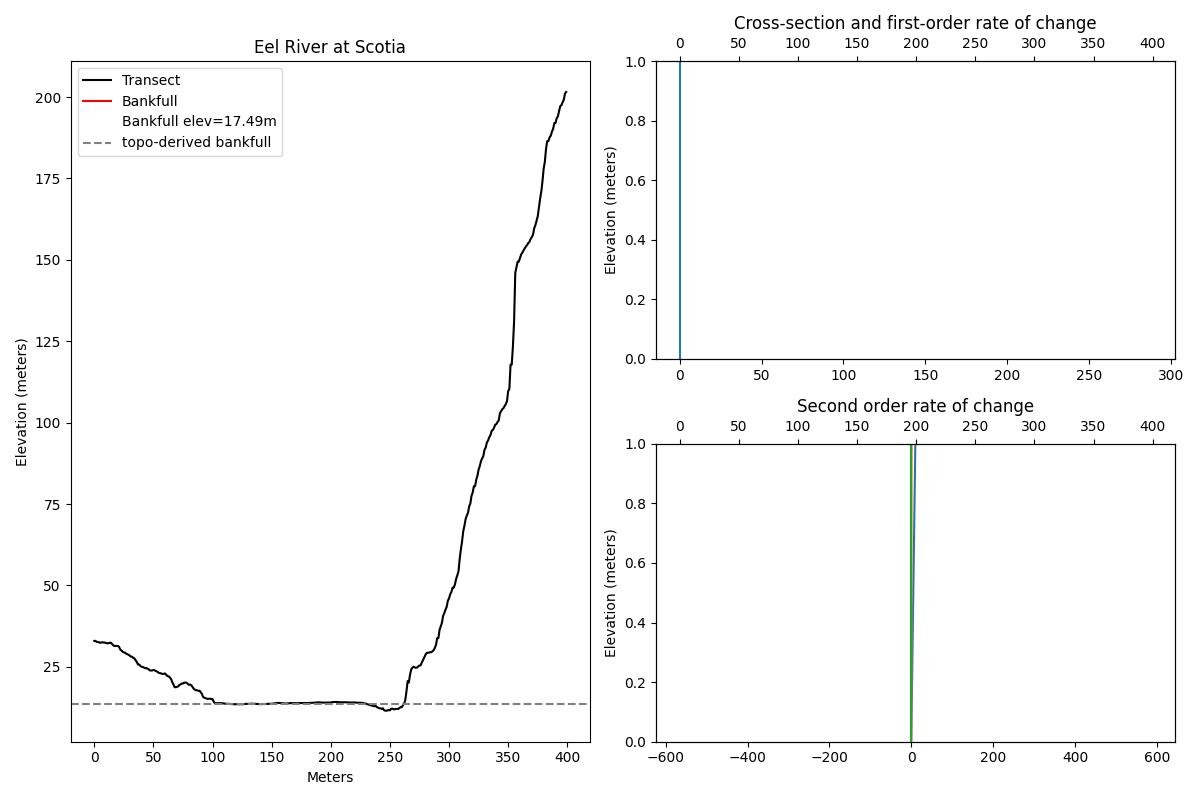 Eel River at Scotia
Transect
Bankfull
Bankfull elev=17.49m
topo-derived bankfull
Elevation (meters)
200
175
150
125
100
75
50
25
0 50 100 150 200 250 300 350 400
Meters
Cross-section and first-order rate of change
0 50 100 150 200 250 300 350 400
Elevation (meters)
1.0
0.8
0.6
0.4
0.2
0.0
0 50 100 150 200 250 300
Second order rate of change
0 50 100 150 200 250 300 350 400
Elevation (meters)
1.0
0.8
0.6
0.4
0.2
0.0
−600 −400 −200 0 200 400 600